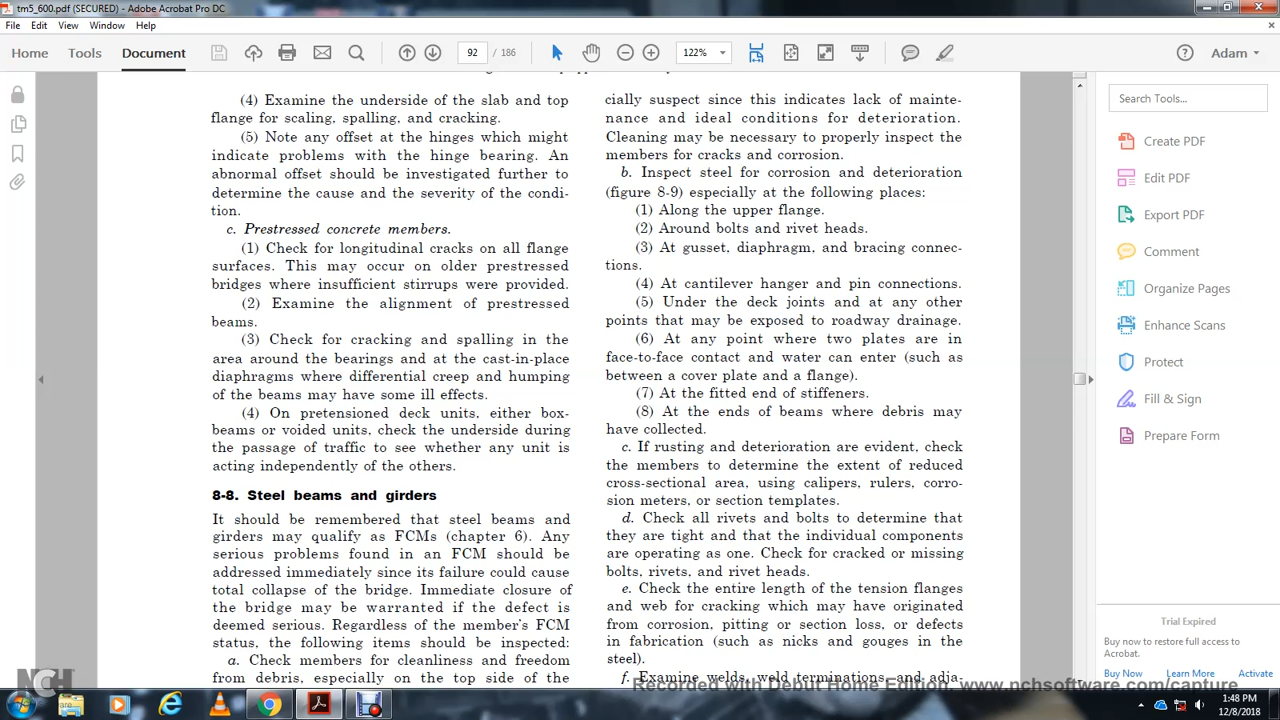 tm5_600.pdf (SECURED) - Adobe Acrobat Pro DC
File Edit View Window Help
Home Tools Document 92 / 186 122% Adam
(4) Examine the underside of the slab and top
flange for scaling, spalling, and cracking.
(5) Note any offset at the hinges which might
indicate problems with the hinge bearing. An
abnormal offset should be investigated further to
determine the cause and the severity of the condi-
tion.
c. Prestressed concrete members.
(1) Check for longitudinal cracks on all flange
surfaces. This may occur on older prestressed
bridges where insufficient stirrups were provided.
(2) Examine the alignment of prestressed
beams.
(3) Check for cracking and spalling in the
area around the bearings and at the cast-in-place
diaphragms where differential creep and humping
of the beams may have some ill effects.
(4) On pretensioned deck units, either box-
beams or voided units, check the underside during
the passage of traffic to see whether any unit is
acting independently of the others.
8-8. Steel beams and girders
It should be remembered that steel beams and
girders may qualify as FCMs (chapter 6). Any
serious problems found in an FCM should be
addressed immediately since its failure could cause
total collapse of the bridge. Immediate closure of
the bridge may be warranted if the defect is
deemed serious. Regardless of the member's FCM
status, the following items should be inspected:
a. Check members for cleanliness and freedom
from debris, especially on the top side of the
cially suspect since this indicates lack of mainte-
nance and ideal conditions for deterioration.
Cleaning may be necessary to properly inspect the
members for cracks and corrosion.
b. Inspect steel for corrosion and deterioration
(figure 8-9) especially at the following places:
(1) Along the upper flange.
(2) Around bolts and rivet heads.
(3) At gusset, diaphragm, and bracing connec-
tions.
(4) At cantilever hanger and pin connections.
(5) Under the deck joints and at any other
points that may be exposed to roadway drainage.
(6) At any point where two plates are in
face-to-face contact and water can enter (such as
between a cover plate and a flange).
(7) At the fitted end of stiffeners.
(8) At the ends of beams where debris may
have collected.
c. If rusting and deterioration are evident, check
the members to determine the extent of reduced
cross-sectional area, using calipers, rulers, corro-
sion meters, or section templates.
d. Check all rivets and bolts to determine that
they are tight and that the individual components
are operating as one. Check for cracked or missing
bolts, rivets, and rivet heads.
e. Check the entire length of the tension flanges
and web for cracking which may have originated
from corrosion, pitting or section loss, or defects
in fabrication (such as nicks and gouges in the
steel).
f. Examine welds, weld terminations and adja-
Search Tools...
Create PDF
Edit PDF
Export PDF
Comment
Organize Pages
Enhance Scans
Protect
Fill & Sign
Prepare Form
Trial Expired
Buy now to restore full access to
Acrobat.
Buy Now Learn More Activate
NCH
Recorded with Debut Home Edition. www.nchsoftware.com/capture
1:48 PM
12/8/2018